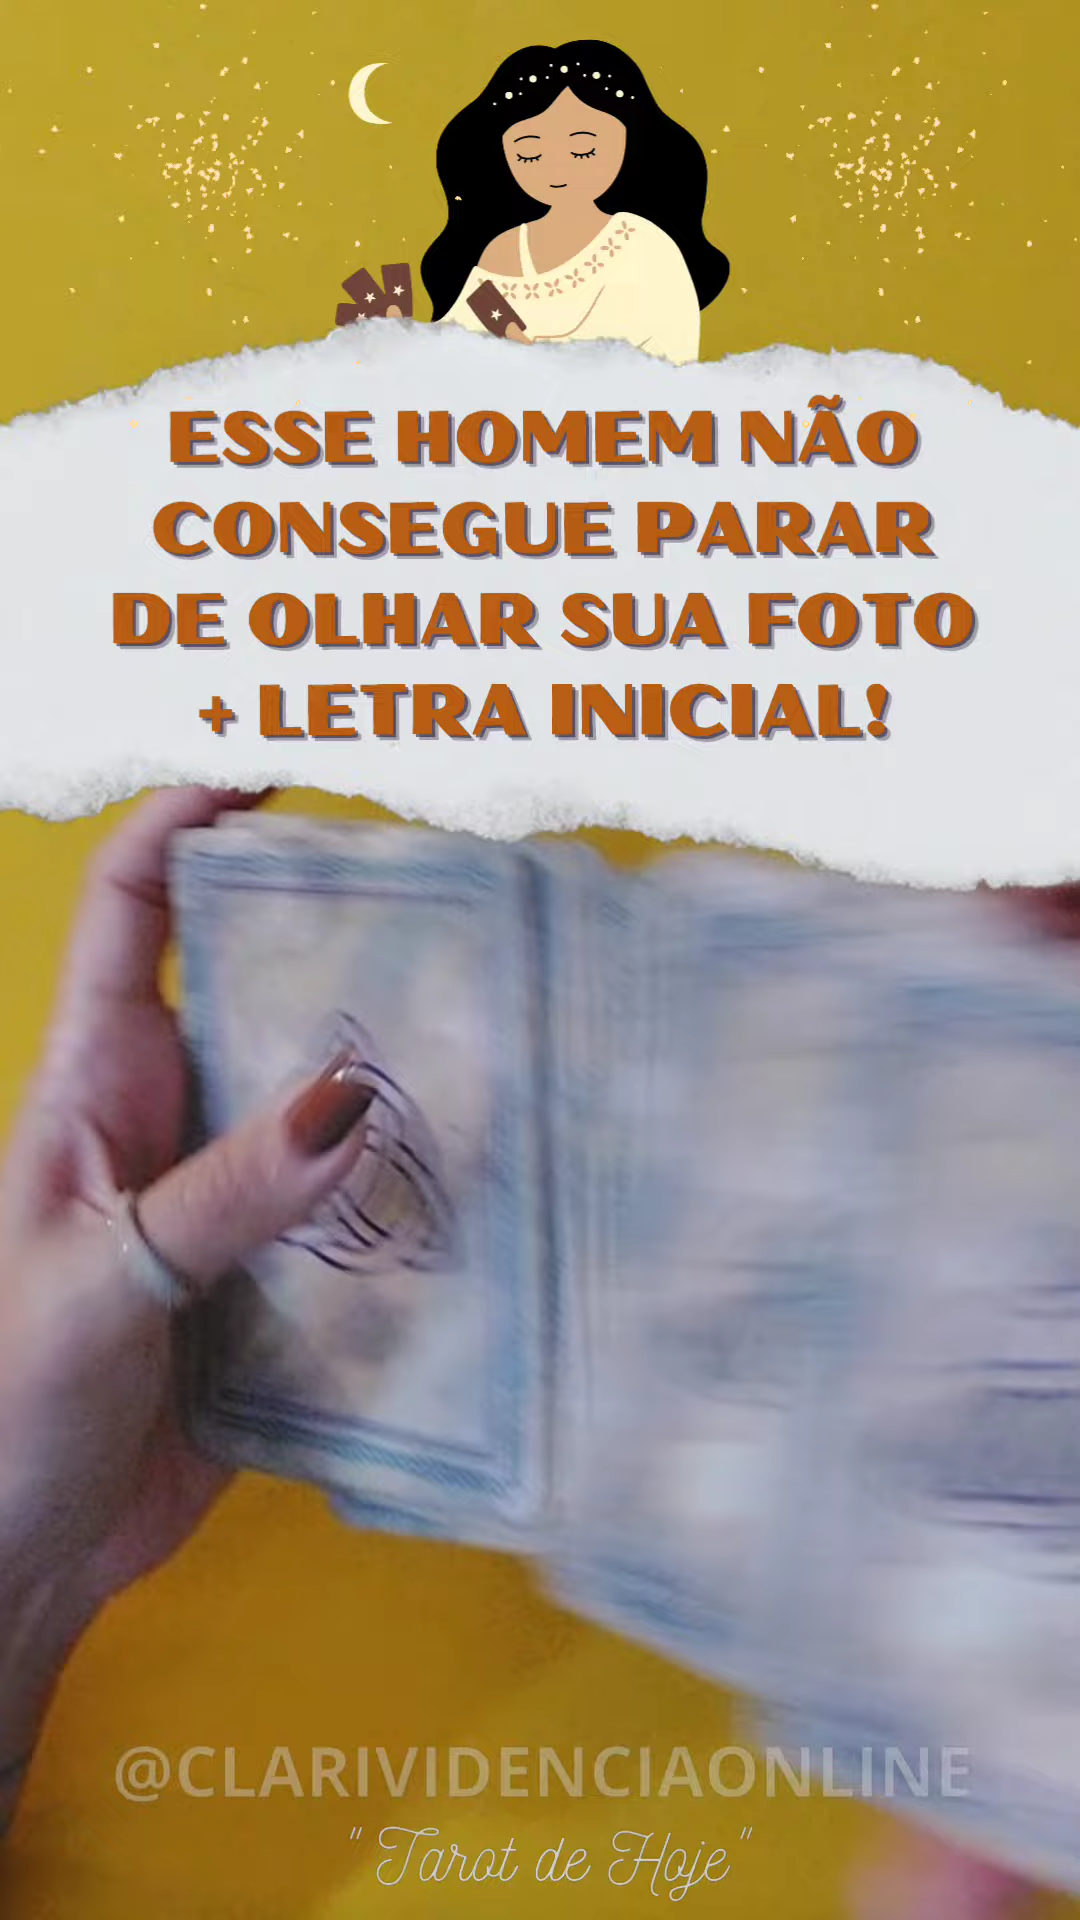 ESSE HOMEM NÃO
CONSEGUE PARAR
DE OLHAR SUA FOTO
+ LETRA INICIAL!
@CLARIVIDENCIAONLINE
"Tarot de Hoje"